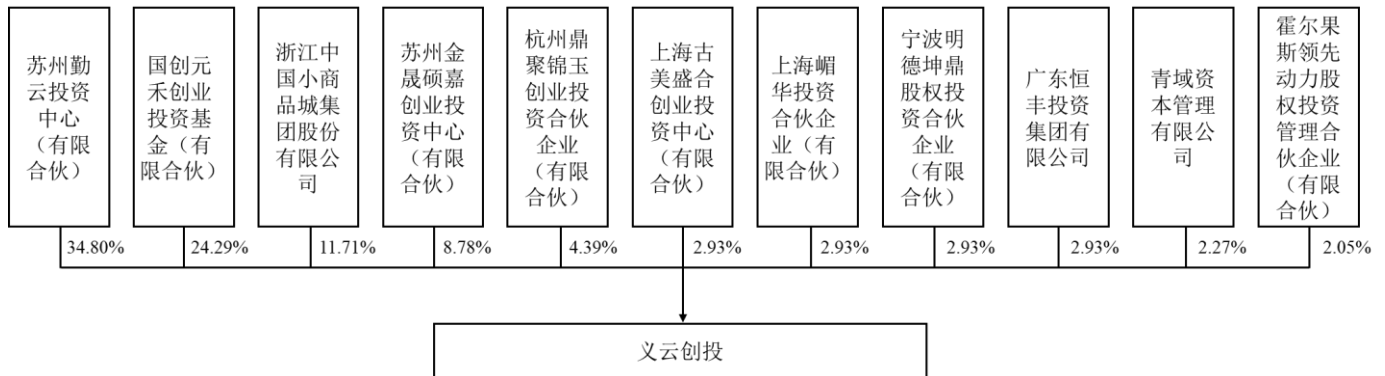 苏州勤
云投资
中心
（有限
合伙）
国创元
禾创业
投资基
金（有
限合伙）
浙江中
国小商
品城集
团股份
有限公
司
苏州金
晟硕嘉
创业投
资中心
（有限
合伙）
杭州鼎
聚锦玉
创业投
资合伙
企业
（有限
合伙）
上海古
美盛合
创业投
资中心
（有限
合伙）
上海嵋
华投资
合伙企
业（有
限合伙）
宁波明
德坤鼎
股权投
资合伙
企业
（有限
合伙）
广东恒
丰投资
集团有
限公司
青域资
本管理
有限公
司
霍尔果
斯领先
动力股
权投资
管理合
伙企业
（有限
合伙）
34.80%
24.29%
11.71%
8.78%
4.39%
2.93%
2.93%
2.93%
2.93%
2.27%
2.05%
义云创投